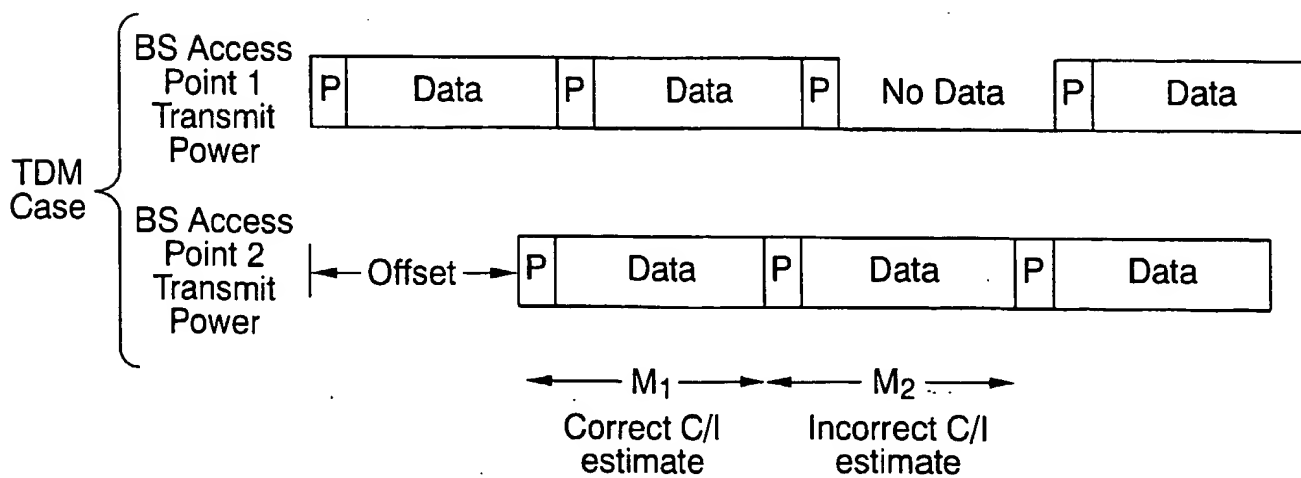 TDM
Case
BS Access
Point 1
Transmit
Power
P Data P Data P No Data P Data
BS Access
Point 2
Transmit
Power
Offset
P Data P Data P Data
M1 M2
Correct C/I
estimate
Incorrect C/I
estimate